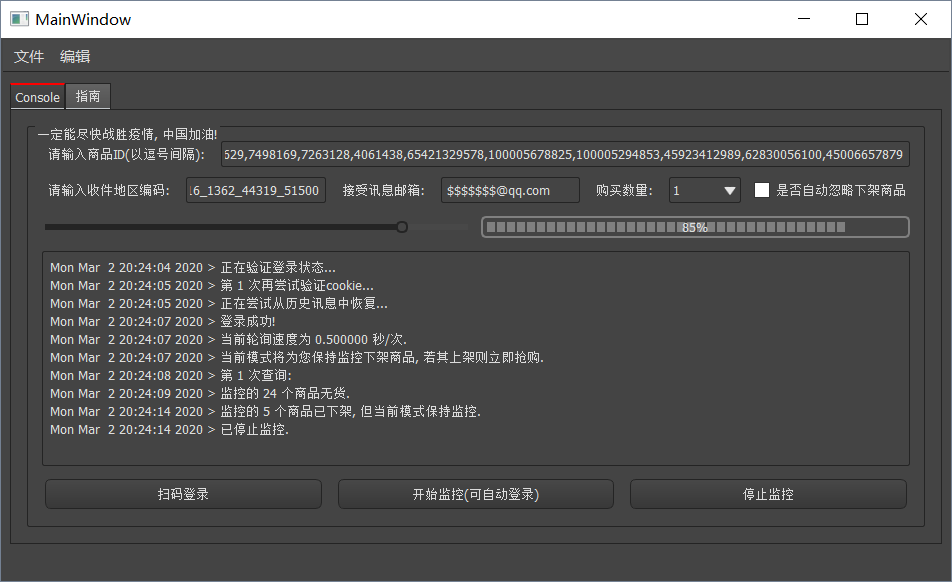 MainWindow
文件 编辑
Console 指南
一定能尽快战胜疫情, 中国加油!
请输入商品ID(以逗号间隔): 629,7498169,7263128,4061438,65421329578,100005678825,100005294853,45923412989,62830056100,45006657879
请输入收件地区编码: 16_1362_44319_51500 接受讯息邮箱: $$$$$$$@qq.com 购买数量: 1 是否自动忽略下架商品
85%
Mon Mar  2 20:24:04 2020 > 正在验证登录状态...
Mon Mar  2 20:24:05 2020 > 第 1 次再尝试验证cookie...
Mon Mar  2 20:24:05 2020 > 正在尝试从历史讯息中恢复...
Mon Mar  2 20:24:07 2020 > 登录成功!
Mon Mar  2 20:24:07 2020 > 当前轮询速度为 0.500000 秒/次.
Mon Mar  2 20:24:07 2020 > 当前模式将为您保持监控下架商品, 若其上架则立即抢购.
Mon Mar  2 20:24:08 2020 > 第 1 次查询:
Mon Mar  2 20:24:09 2020 > 监控的 24 个商品无货.
Mon Mar  2 20:24:14 2020 > 监控的 5 个商品已下架, 但当前模式保持监控.
Mon Mar  2 20:24:14 2020 > 已停止监控.
扫码登录 开始监控(可自动登录) 停止监控